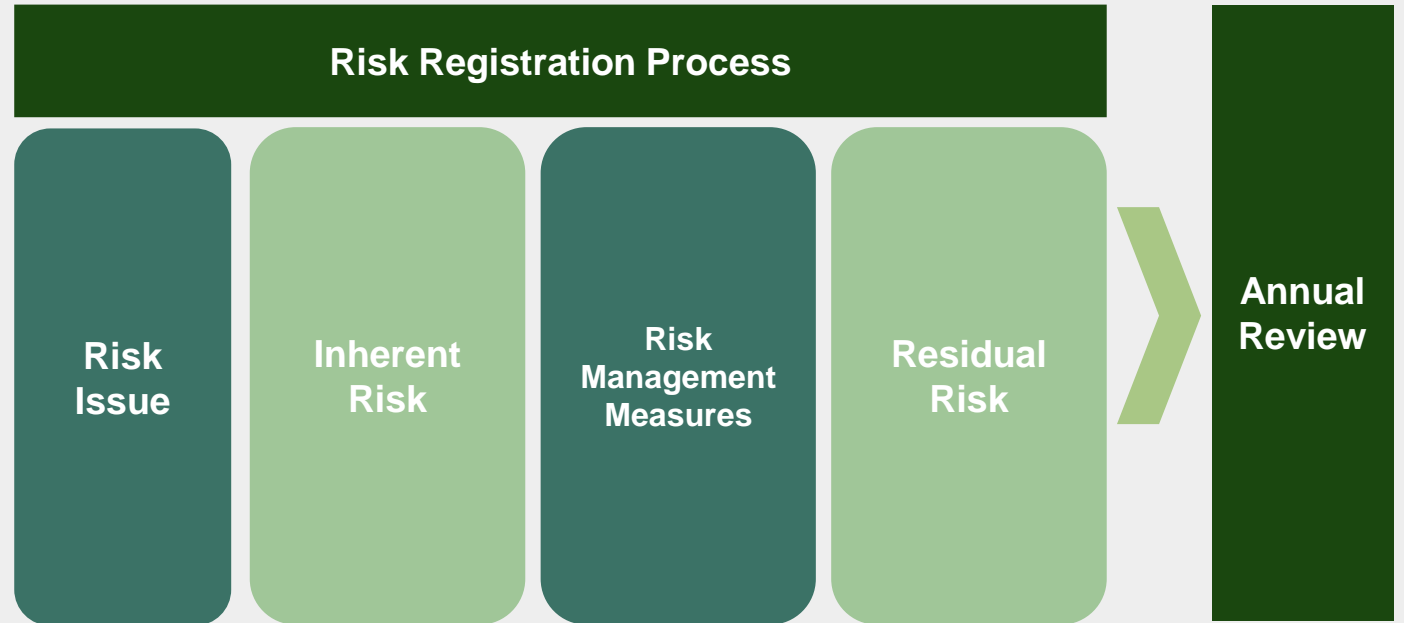 Risk Registration Process
Risk
Issue
Inherent
Risk
Risk
Management
Measures
Residual
Risk
Annual
Review